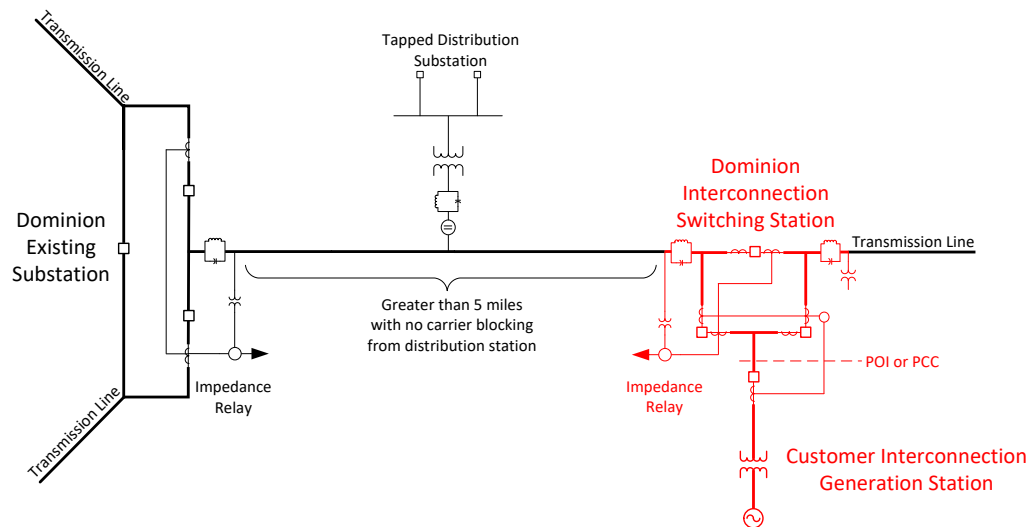 Transmission Line
Tapped Distribution
Substation
Dominion
Interconnection
Switching Station
Dominion
Existing
Substation
Transmission Line
Greater than 5 miles
with no carrier blocking
from distribution station
Impedance
Relay
Impedance
Relay
POI or PCC
Transmission Line
Customer Interconnection
Generation Station